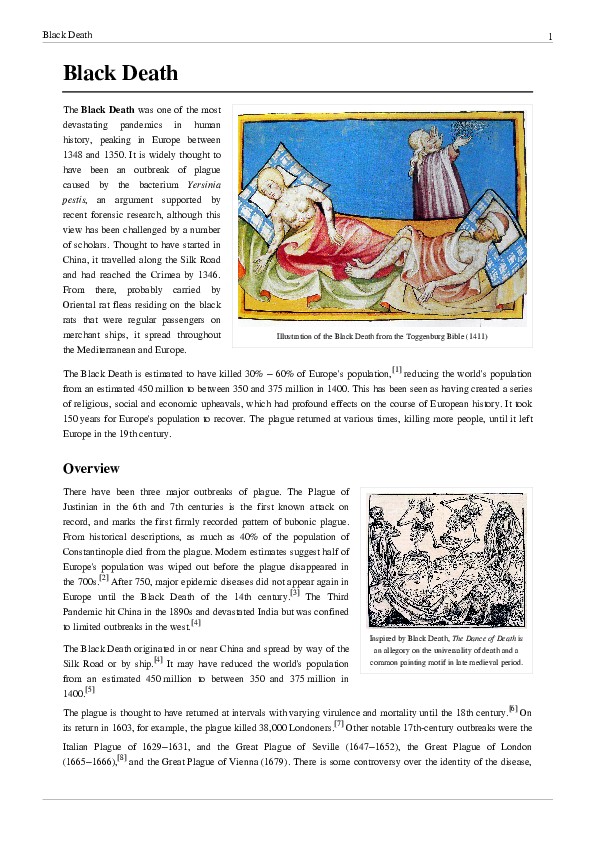 Black Death
1
Black Death
The Black Death was one of the most
devastating pandemics in human
history, peaking in Europe between
1348 and 1350. It is widely thought to
have been an outbreak of plague
caused by the bacterium Yersinia
pestis, an argument supported by
recent forensic research, although this
view has been challenged by a number
of scholars. Thought to have started in
China, it travelled along the Silk Road
and had reached the Crimea by 1346.
From there, probably carried by
Oriental rat fleas residing on the black
rats that were regular passengers on
merchant ships, it spread throughout
the Mediterranean and Europe.
Illustration of the Black Death from the Toggenburg Bible (1411)
The Black Death is estimated to have killed 30% – 60% of Europe's population,[1] reducing the world's population
from an estimated 450 million to between 350 and 375 million in 1400. This has been seen as having created a series
of religious, social and economic upheavals, which had profound effects on the course of European history. It took
150 years for Europe's population to recover. The plague returned at various times, killing more people, until it left
Europe in the 19th century.
Overview
There have been three major outbreaks of plague. The Plague of
Justinian in the 6th and 7th centuries is the first known attack on
record, and marks the first firmly recorded pattern of bubonic plague.
From historical descriptions, as much as 40% of the population of
Constantinople died from the plague. Modern estimates suggest half of
Europe's population was wiped out before the plague disappeared in
the 700s.[2] After 750, major epidemic diseases did not appear again in
Europe until the Black Death of the 14th century.[3] The Third
Pandemic hit China in the 1890s and devastated India but was confined
to limited outbreaks in the west.[4]
Inspired by Black Death, The Dance of Death is
an allegory on the universality of death and a
common painting motif in late medieval period.
The Black Death originated in or near China and spread by way of the
Silk Road or by ship.[4] It may have reduced the world's population
from an estimated 450 million to between 350 and 375 million in
1400.[5]
The plague is thought to have returned at intervals with varying virulence and mortality until the 18th century.[6] On
its return in 1603, for example, the plague killed 38,000 Londoners.[7] Other notable 17th-century outbreaks were the
Italian Plague of 1629–1631, and the Great Plague of Seville (1647–1652), the Great Plague of London
(1665–1666),[8] and the Great Plague of Vienna (1679). There is some controversy over the identity of the disease,